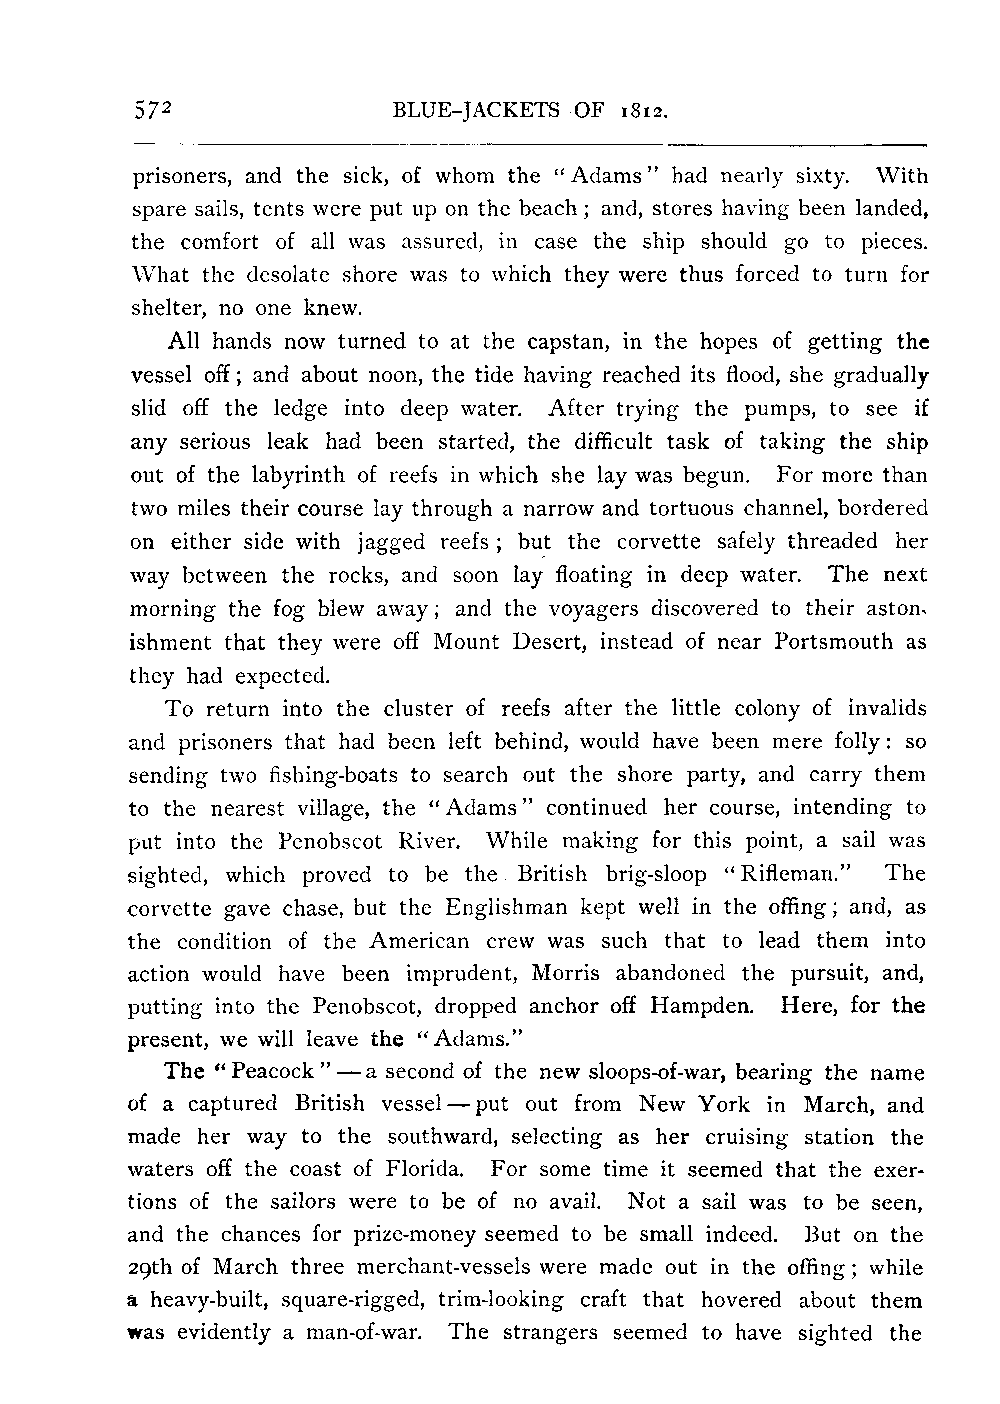 572 BLUE-JACKETS OF 1812.
prisoners, and the sick, of whom the "Adams" had nearly sixty. With
spare sails, tents were put up on the beach; and, stores having been landed,
the comfort of all was assured, in case the ship should go to pieces.
What the desolate shore was to which they were thus forced to turn for
shelter, no one knew.
All hands now turned to at the capstan, in the hopes of getting the
vessel off; and about noon, the tide having reached its flood, she gradually
slid off the ledge into deep water. After trying the pumps, to see if
any serious leak had been started, the difficult task of taking the ship
out of the labyrinth of reefs in which she lay was begun. For more than
two miles their course lay through a narrow and tortuous channel, bordered
on either side with jagged reefs; but the corvette safely threaded her
way between the rocks, and soon lay floating in deep water. The next
morning the fog blew away; and the voyagers discovered to their aston-
ishment that they were off Mount Desert, instead of near Portsmouth as
they had expected.
To return into the cluster of reefs after the little colony of invalids
and prisoners that had been left behind, would have been mere folly: so
sending two fishing-boats to search out the shore party, and carry them
to the nearest village, the "Adams" continued her course, intending to
put into the Penobscot River. While making for this point, a sail was
sighted, which proved to be the British brig-sloop "Rifleman." The
corvette gave chase, but the Englishman kept well in the offing; and, as
the condition of the American crew was such that to lead them into
action would have been imprudent, Morris abandoned the pursuit, and,
putting into the Penobscot, dropped anchor off Hampden. Here, for the
present, we will leave the "Adams."
The "Peacock"—a second of the new sloops-of-war, bearing the name
of a captured British vessel—put out from New York in March, and
made her way to the southward, selecting as her cruising station the
waters off the coast of Florida. For some time it seemed that the exer-
tions of the sailors were to be of no avail. Not a sail was to be seen,
and the chances for prize-money seemed to be small indeed. But on the
29th of March three merchant-vessels were made out in the offing; while
a heavy-built, square-rigged, trim-looking craft that hovered about them
was evidently a man-of-war. The strangers seemed to have sighted the